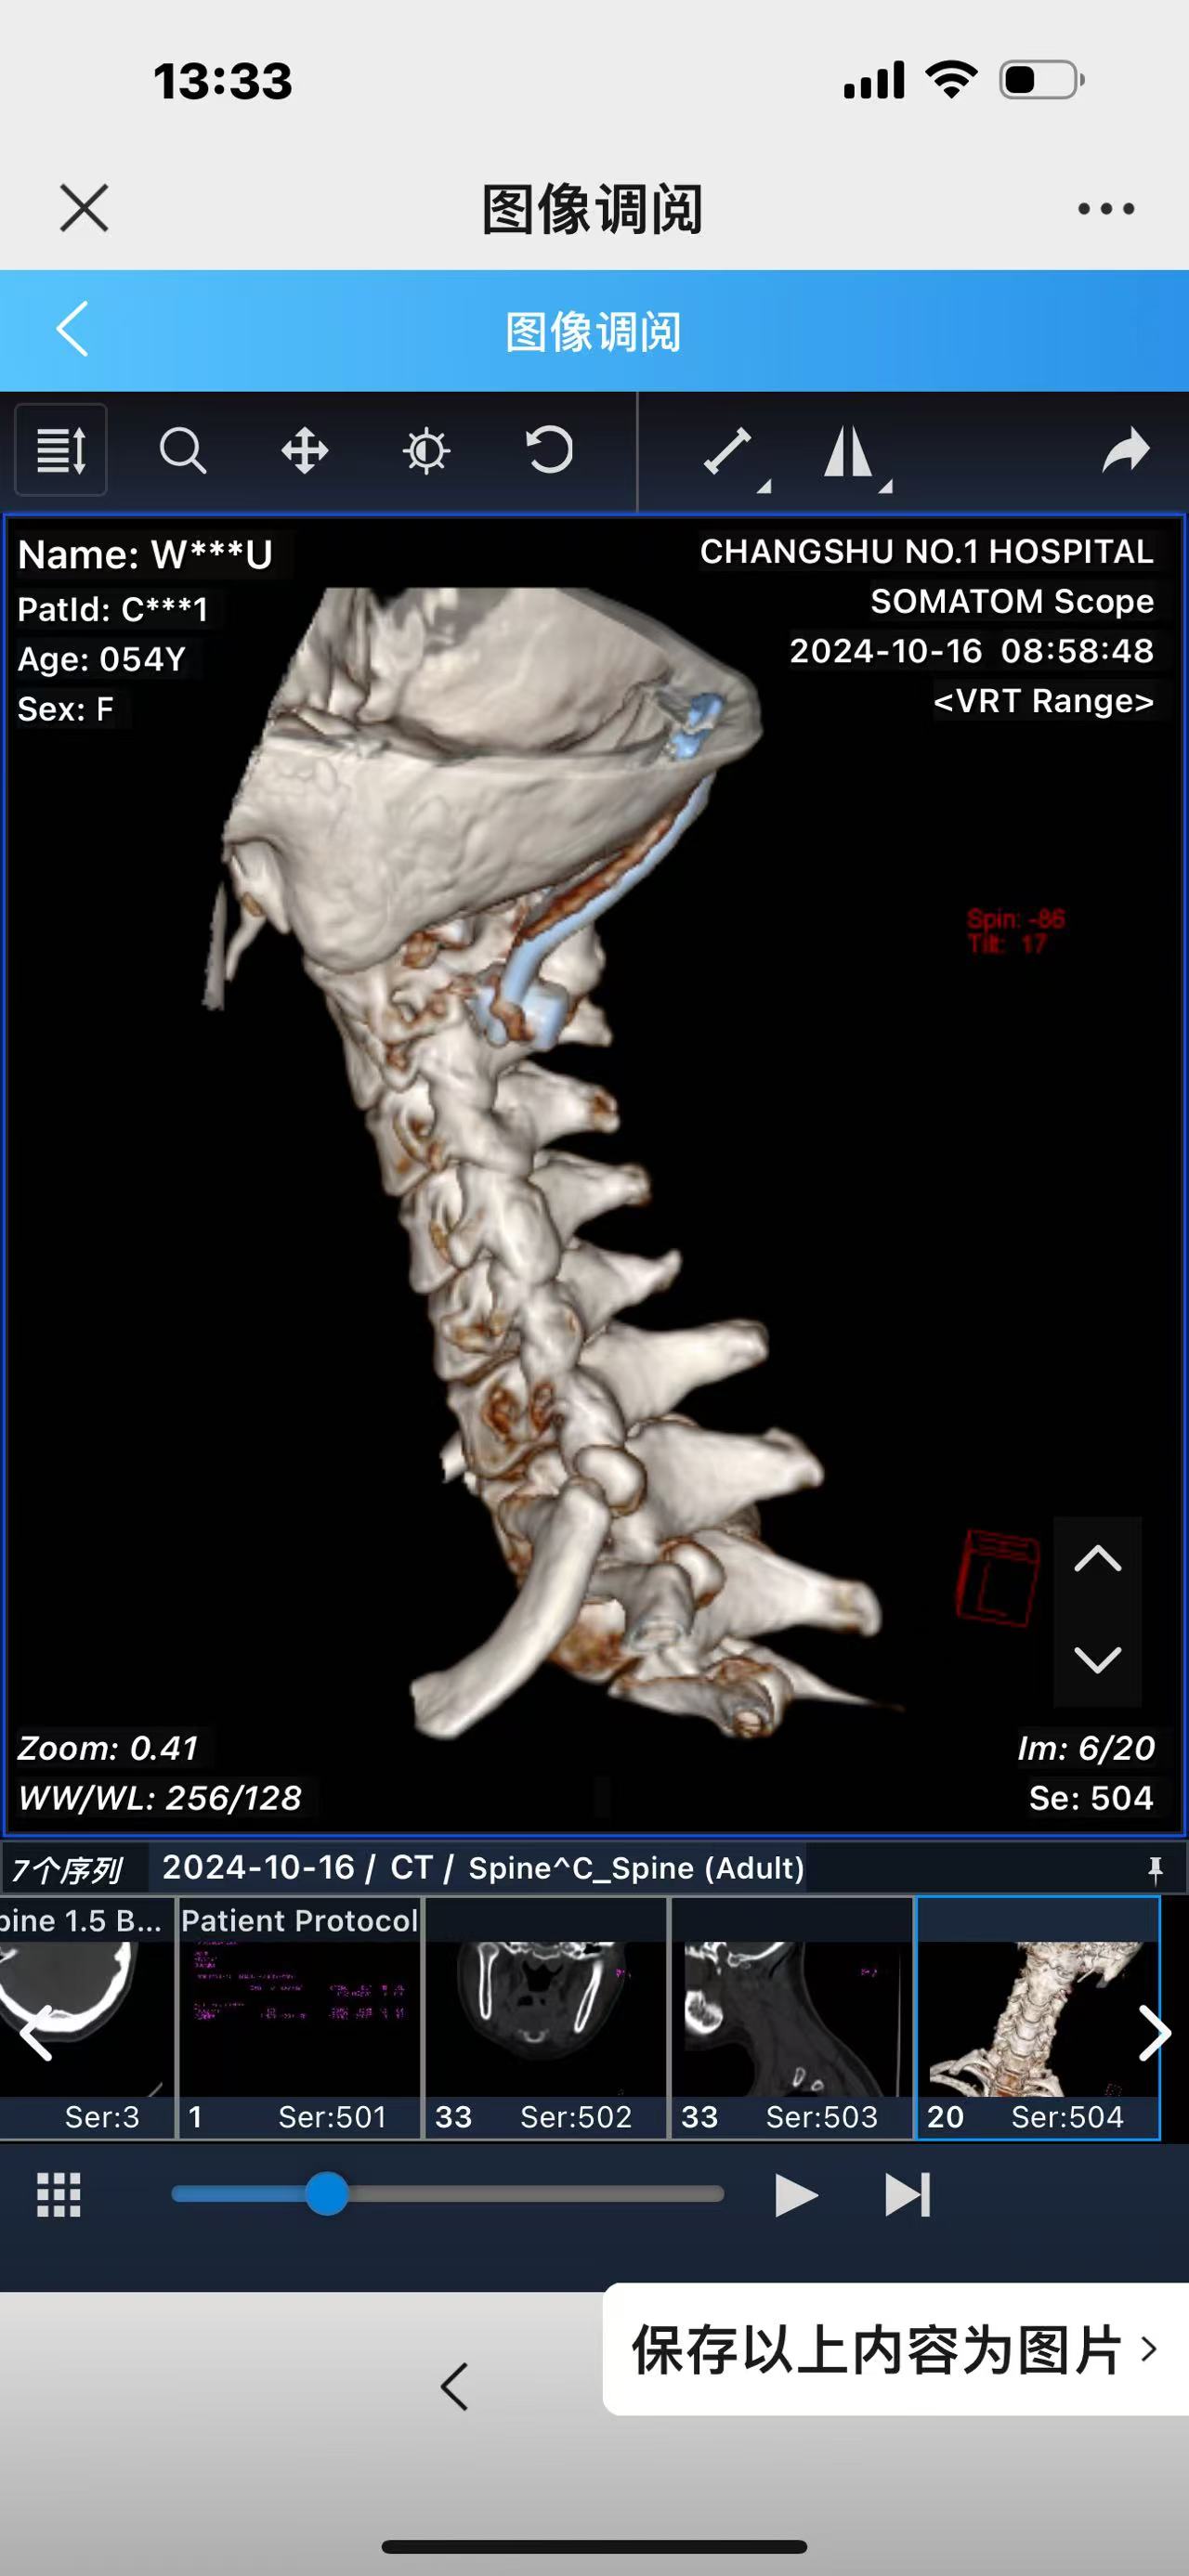 13:33
图像调阅
图像调阅
Name: W***U
PatId: C***1
Age: 054Y
Sex: F
CHANGSHU NO.1 HOSPITAL
SOMATOM Scope
2024-10-16 08:58:48
<VRT Range>
Spin: -86
Tilt: 17
Zoom: 0.41
WW/WL: 256/128
Im: 6/20
Se: 504
7个序列
2024-10-16 / CT / Spine^C_Spine (Adult)
pine 1.5 B...
Patient Protocol
Ser:3
1 Ser:501
33 Ser:502
33 Ser:503
20 Ser:504
保存以上内容为图片